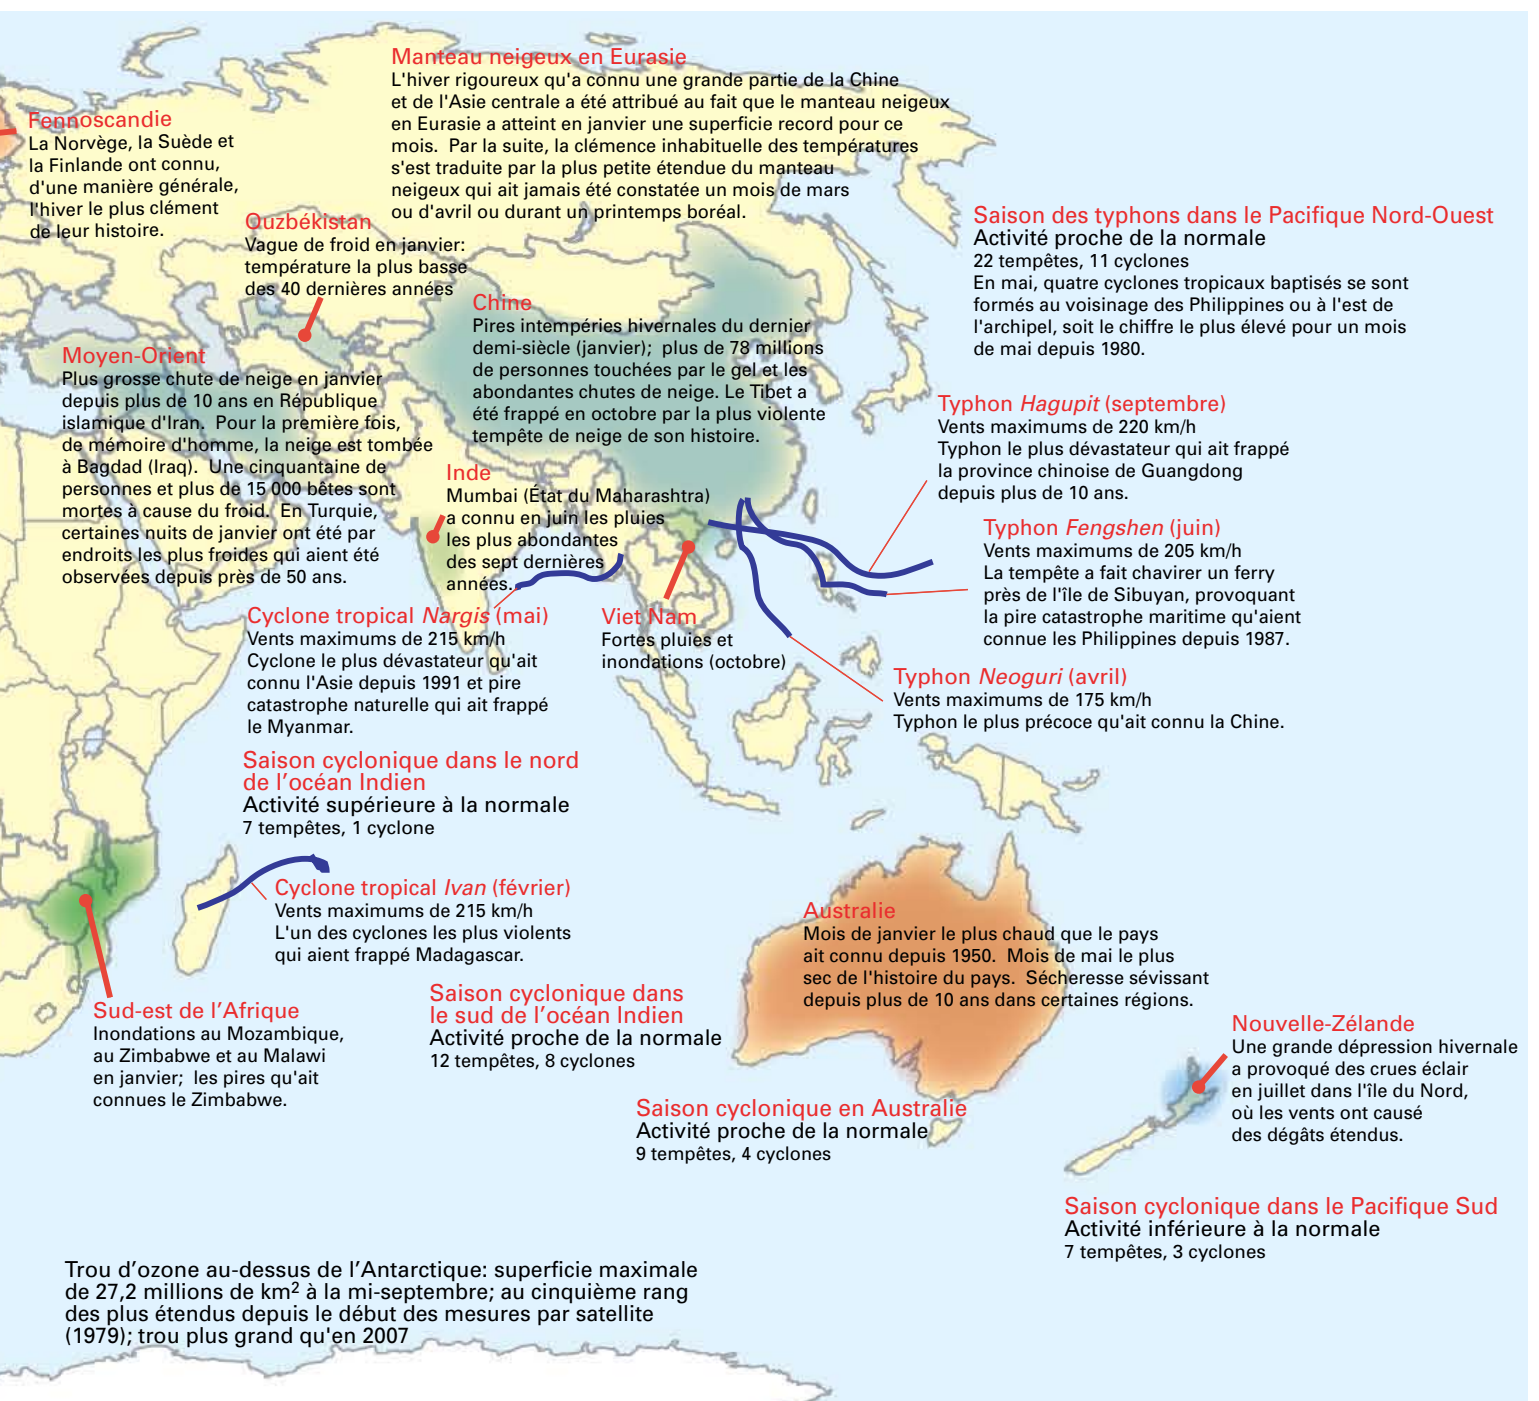 Manteau neigeux en Eurasie
L'hiver rigoureux qu'a connu une grande partie de la Chine
et de l'Asie centrale a été attribué au fait que le manteau neigeux
en Eurasie a atteint en janvier une superficie record pour ce
mois. Par la suite, la clémence inhabituelle des températures
s'est traduite par la plus petite étendue du manteau
neigeux qui ait jamais été constatée un mois de mars
ou d'avril ou durant un printemps boréal.
Fennoscandie
La Norvège, la Suède et
la Finlande ont connu,
d'une manière générale,
l'hiver le plus clément
de leur histoire.
Ouzbékistan
Vague de froid en janvier:
température la plus basse
des 40 dernières années
Saison des typhons dans le Pacifique Nord-Ouest
Activité proche de la normale
22 tempêtes, 11 cyclones
En mai, quatre cyclones tropicaux baptisés se sont
formés au voisinage des Philippines ou à l'est de
l'archipel, soit le chiffre le plus élevé pour un mois
de mai depuis 1980.
Chine
Pires intempéries hivernales du dernier
demi-siècle (janvier); plus de 78 millions
de personnes touchées par le gel et les
abondantes chutes de neige. Le Tibet a
été frappé en octobre par la plus violente
tempête de neige de son histoire.
Moyen-Orient
Plus grosse chute de neige en janvier
depuis plus de 10 ans en République
islamique d'Iran. Pour la première fois,
de mémoire d'homme, la neige est tombée
à Bagdad (Iraq). Une cinquantaine de
personnes et plus de 15 000 bêtes sont
mortes à cause du froid. En Turquie,
certaines nuits de janvier ont été par
endroits les plus froides qui aient été
observées depuis près de 50 ans.
Typhon Hagupit (septembre)
Vents maximums de 220 km/h
Typhon le plus dévastateur qui ait frappé
la province chinoise de Guangdong
depuis plus de 10 ans.
Inde
Mumbai (État du Maharashtra)
a connu en juin les pluies
les plus abondantes
des sept dernières
années.
Typhon Fengshen (juin)
Vents maximums de 205 km/h
La tempête a fait chavirer un ferry
près de l'île de Sibuyan, provoquant
la pire catastrophe maritime qu'aient
connue les Philippines depuis 1987.
Cyclone tropical Nargis (mai)
Vents maximums de 215 km/h
Cyclone le plus dévastateur qu'ait
connu l'Asie depuis 1991 et pire
catastrophe naturelle qui ait frappé
le Myanmar.
Viet Nam
Fortes pluies et
inondations (octobre)
Typhon Neoguri (avril)
Vents maximums de 175 km/h
Typhon le plus précoce qu'ait connu la Chine.
Saison cyclonique dans le nord
de l'océan Indien
Activité supérieure à la normale
7 tempêtes, 1 cyclone
Cyclone tropical Ivan (février)
Vents maximums de 215 km/h
L'un des cyclones les plus violents
qui aient frappé Madagascar.
Australie
Mois de janvier le plus chaud que le pays
ait connu depuis 1950. Mois de mai le plus
sec de l'histoire du pays. Sécheresse sévissant
depuis plus de 10 ans dans certaines régions.
Sud-est de l'Afrique
Inondations au Mozambique,
au Zimbabwe et au Malawi
en janvier; les pires qu'ait
connues le Zimbabwe.
Saison cyclonique dans
le sud de l'océan Indien
Activité proche de la normale
12 tempêtes, 8 cyclones
Nouvelle-Zélande
Une grande dépression hivernale
a provoqué des crues éclair
en juillet dans l'île du Nord,
où les vents ont causé
des dégâts étendus.
Saison cyclonique en Australie
Activité proche de la normale
9 tempêtes, 4 cyclones
Saison cyclonique dans le Pacifique Sud
Activité inférieure à la normale
7 tempêtes, 3 cyclones
Trou d'ozone au-dessus de l'Antarctique: superficie maximale
de 27,2 millions de km² à la mi-septembre; au cinquième rang
des plus étendus depuis le début des mesures par satellite
(1979); trou plus grand qu'en 2007